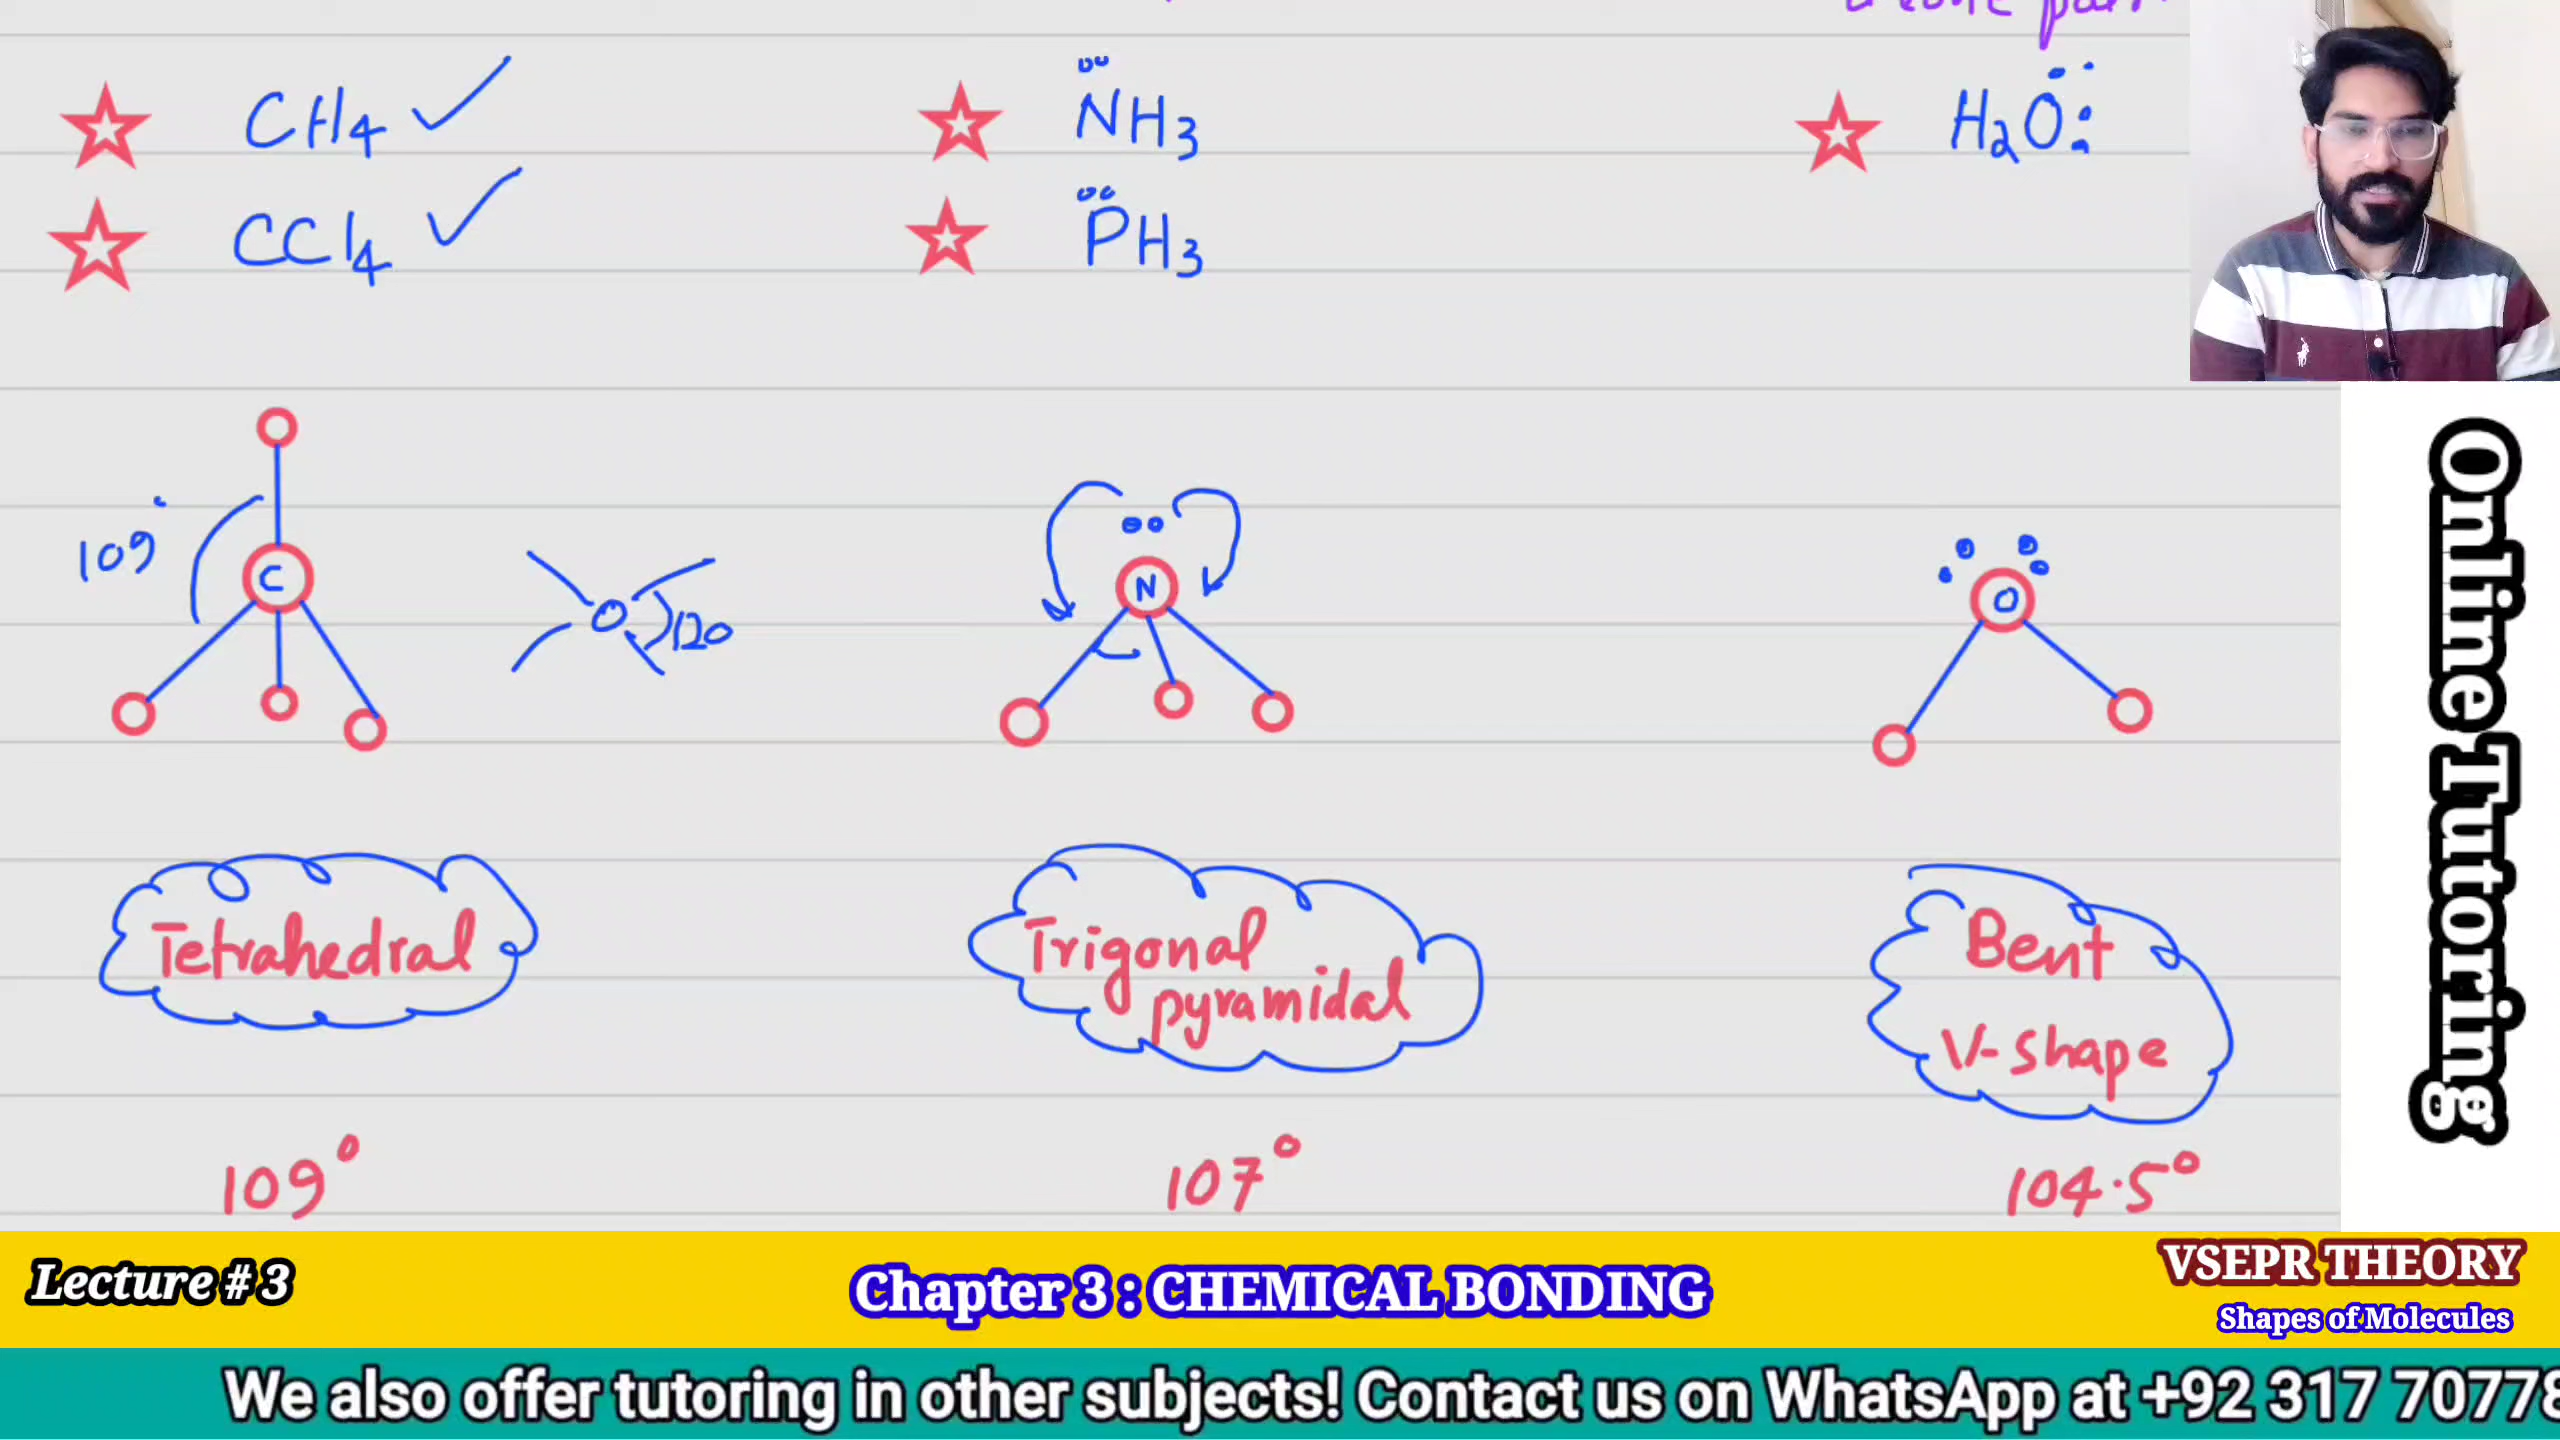 CH4
CCl4
NH3
PH3
H2O
109°
C
120
N
O
Tetrahedral
Trigonal
pyramidal
Bent
V-shape
109°
107°
104.5°
Online Tutoring
Lecture # 3
Chapter 3 : CHEMICAL BONDING
VSEPR THEORY
Shapes of Molecules
We also offer tutoring in other subjects! Contact us on WhatsApp at +92 317 70778